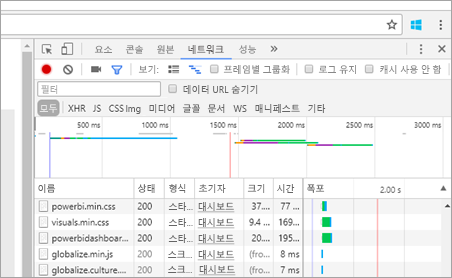 요소 콘솔 원본 네트워크 성능 »
보기: 프레임별 그룹화 로그 유지 캐시 사용 안 함
필터 데이터 URL 숨기기
모두 XHR JS CSS Img 미디어 글꼴 문서 WS 매니페스트 기타
500 ms 1000 ms 1500 ms 2000 ms 2500 ms 3000 ms
이름 상태 형식 초기자 크기 시간 폭포 2.00 s
powerbi.min.css 200 스타... 대시보드 37.... 77 ...
visuals.min.css 200 스타... 대시보드 9.4 ... 169...
powerbidashboar... 200 스타... 대시보드 20.... 195...
globalize.min.js 200 스크... 대시보드 (fro... 8 ms
globalize.culture.... 200 스크... 대시보드 (fro... 7 ms